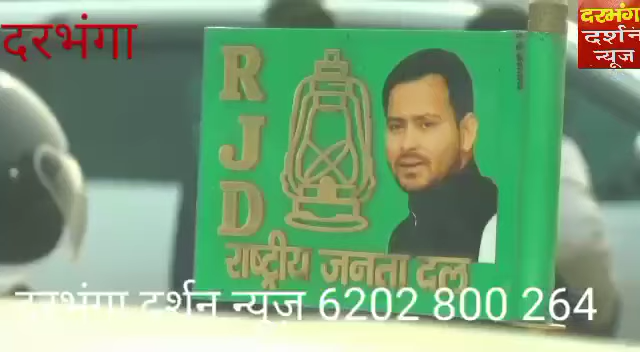 दरभंगा
दरभंगा
दर्शन
न्यूज
R
J
D
राष्ट्रीय जनता दल
दरभंगा दर्शन न्यूज 6202 800 264